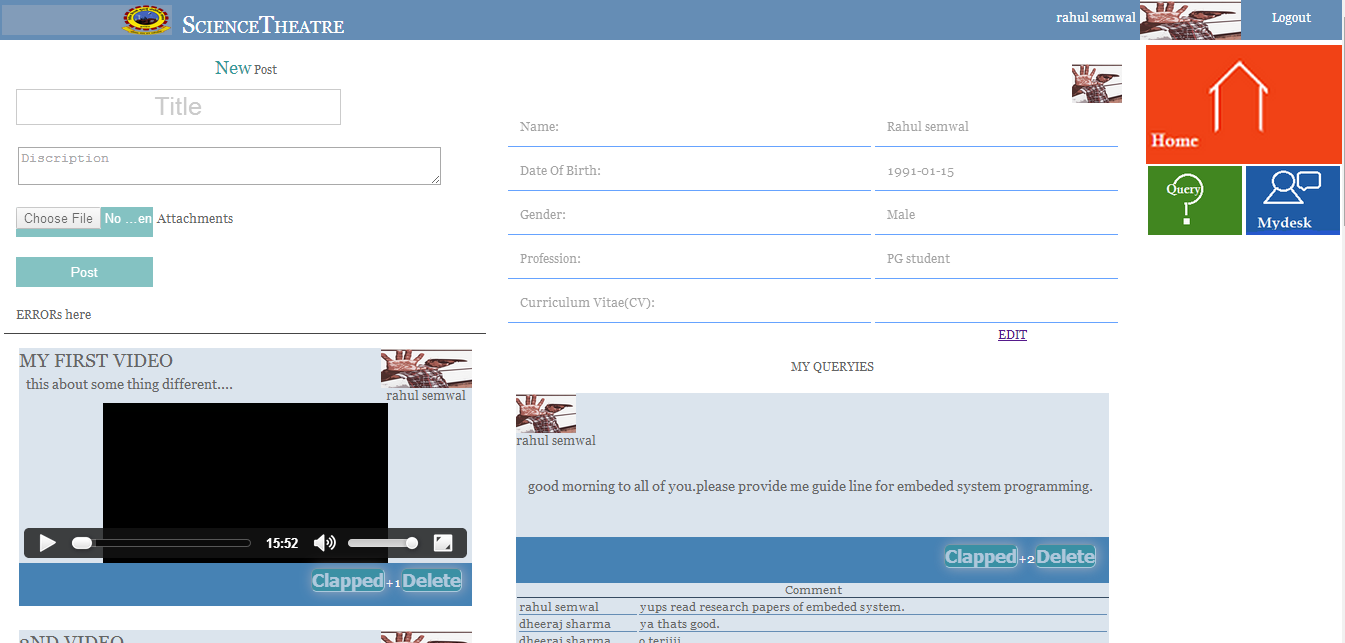 ScienceTheatre
rahul semwal
Logout
New Post
Title
Discription
Choose File No ...en Attachments
Post
ERRORs here
MY FIRST VIDEO
this about some thing different....
rahul semwal
15:52
Clapped +1 Delete
2ND VIDEO
Name: Rahul semwal
Date Of Birth: 1991-01-15
Gender: Male
Profession: PG student
Curriculum Vitae(CV):
EDIT
MY QUERYIES
rahul semwal
good morning to all of you.please provide me guide line for embeded system programming.
Clapped +2 Delete
Comment
rahul semwal yups read research papers of embeded system.
dheeraj sharma ya thats good.
dheeraj sharma
Home
Query
Mydesk